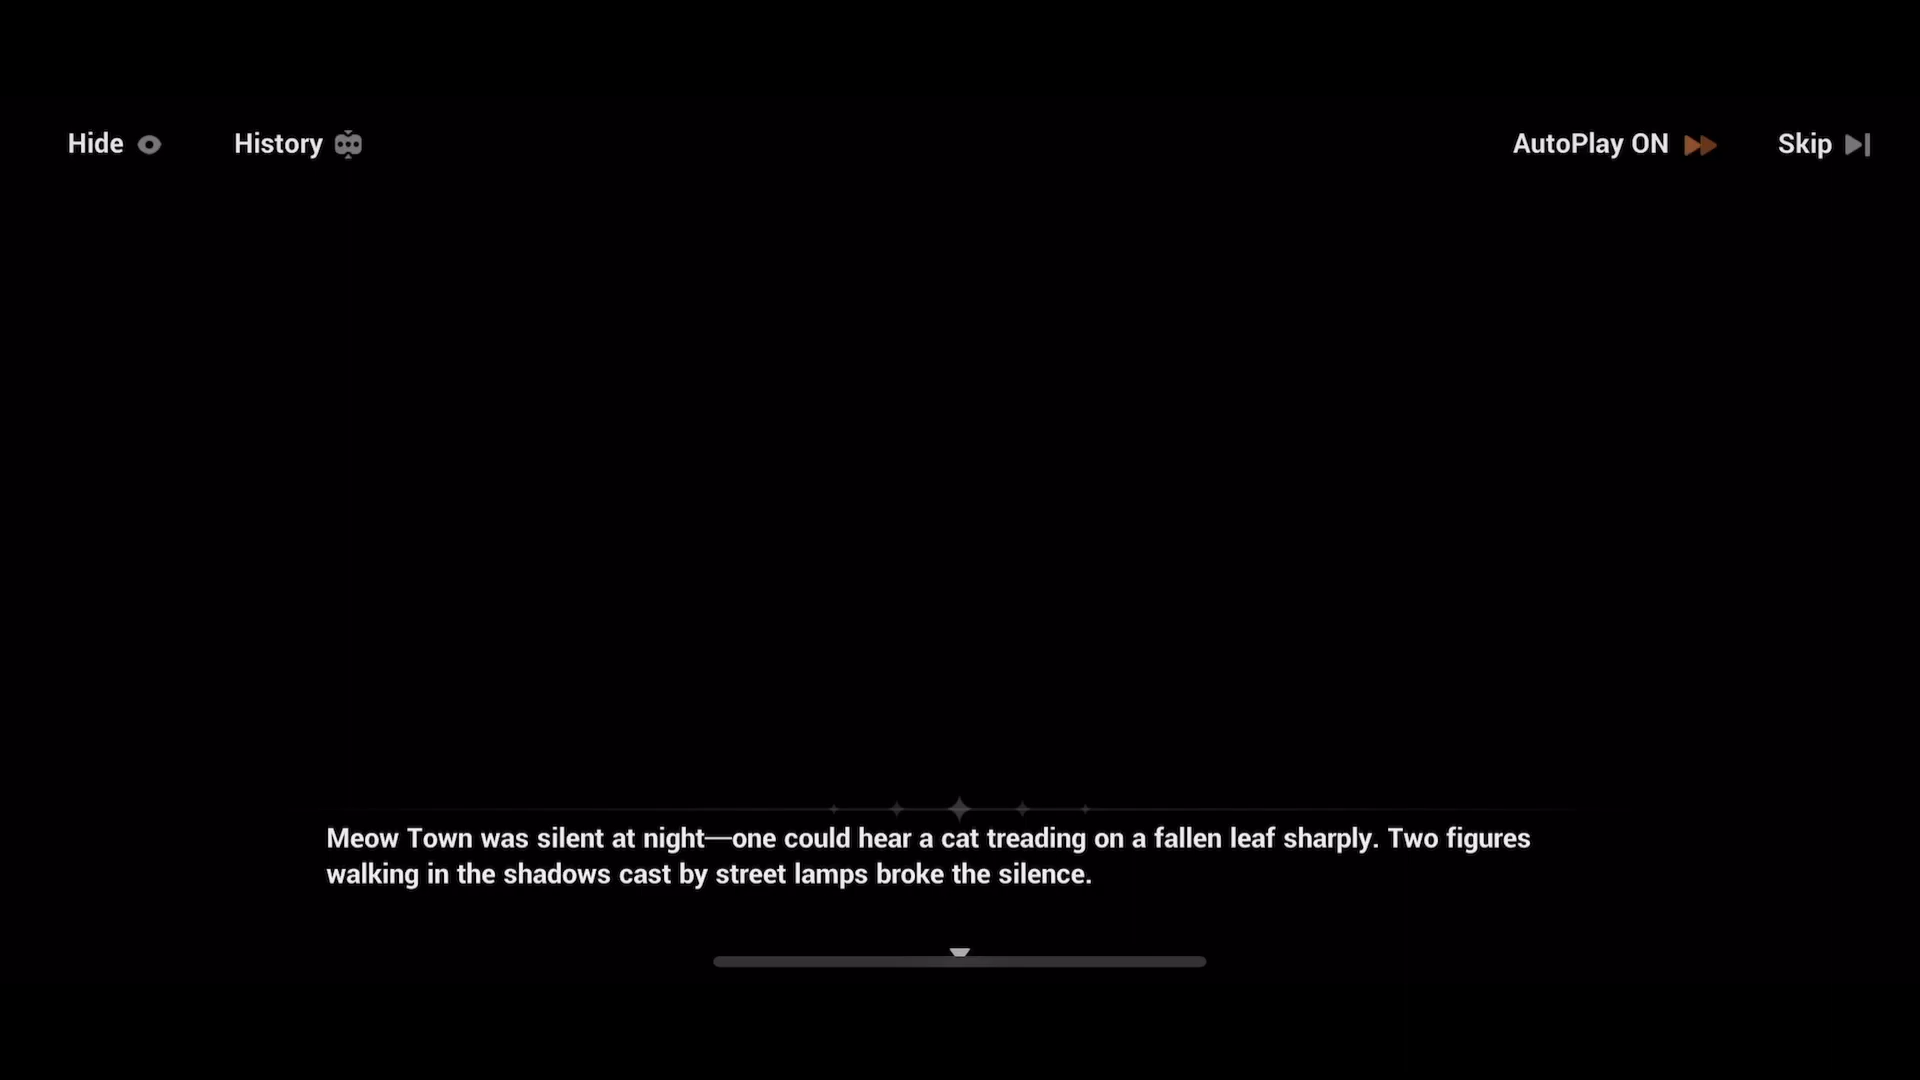 Hide
History
AutoPlay ON
Skip
Meow Town was silent at night—one could hear a cat treading on a fallen leaf sharply. Two figures
walking in the shadows cast by street lamps broke the silence.